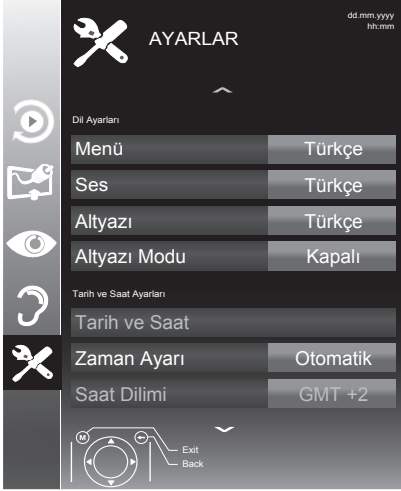 AYARLAR
dd.mm.yyyy
hh:mm
Dil Ayarları
Menü Türkçe
Ses Türkçe
Altyazı Türkçe
Altyazı Modu Kapalı
Tarih ve Saat Ayarları
Tarih ve Saat
Zaman Ayarı Otomatik
Saat Dilimi GMT +2
M
Exit
Back